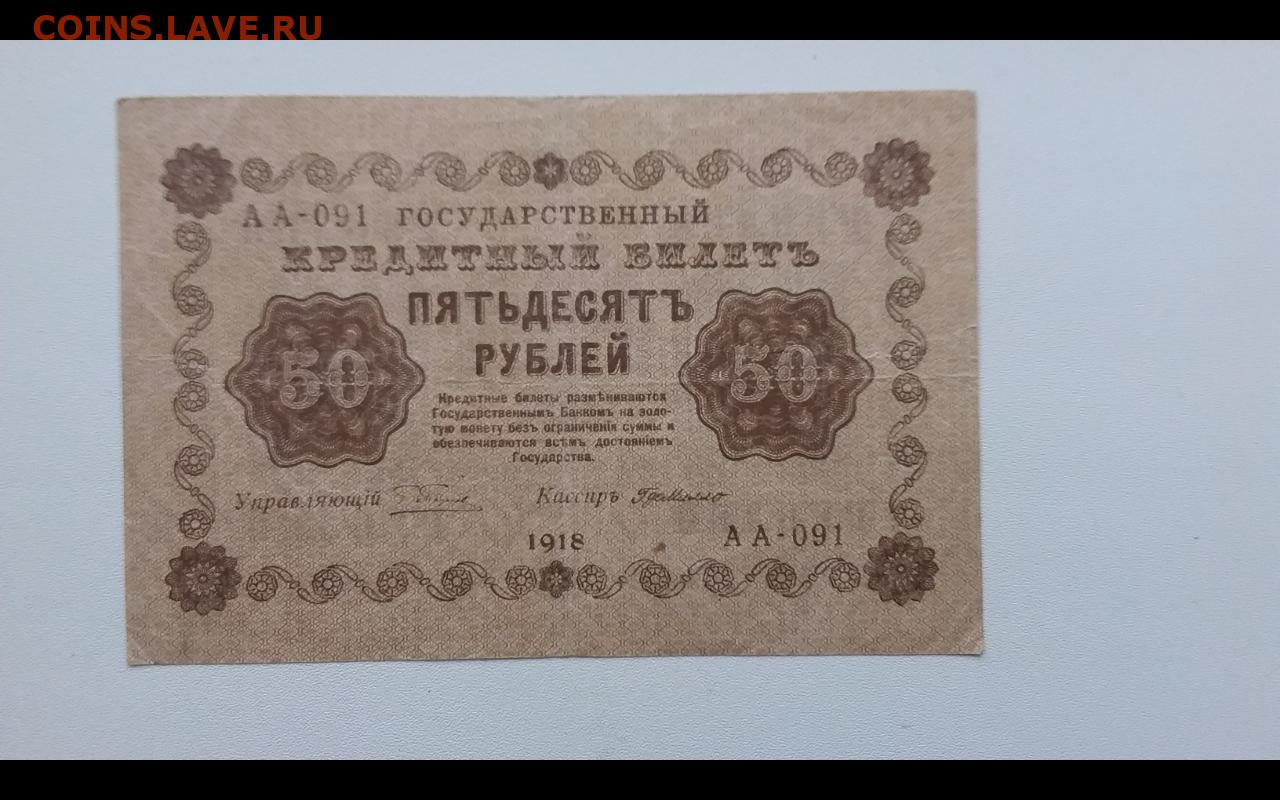 COINS.LAVE.RU
АА-091 ГОСУДАРСТВЕННЫЙ
КРЕДИТНЫЙ БИЛЕТЪ
ПЯТЬДЕСЯТЪ
РУБЛЕЙ
50
50
Кредитные билеты размѣниваются
Государственнымъ Банкомъ на золо-
тую монету безъ ограниченія суммы и
обезпечиваются всѣмъ достояніемъ
Государства.
Управляющій
Кассиръ
1918
АА-091